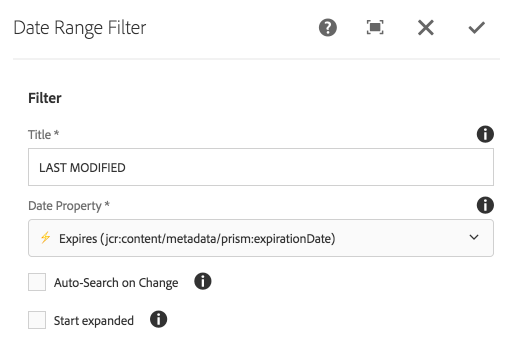 Date Range Filter
Filter
Title *
LAST MODIFIED
Date Property *
Expires (jcr:content/metadata/prism:expirationDate)
Auto-Search on Change
Start expanded